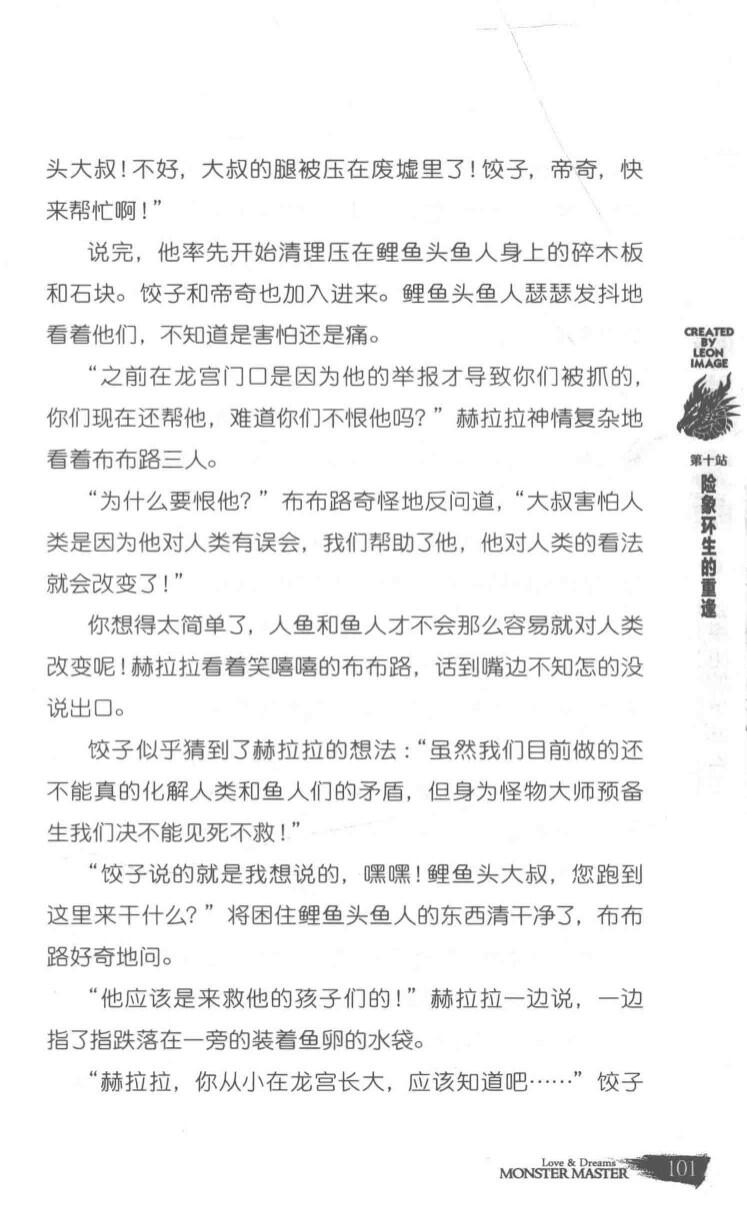 头大叔！不好，大叔的腿被压在废墟里了！饺子，帝奇，快
来帮忙啊！”
说完，他率先开始清理压在鲤鱼头鱼人身上的碎木板
和石块。饺子和帝奇也加入进来。鲤鱼头鱼人瑟瑟发抖地
看着他们，不知道是害怕还是痛。
“之前在龙宫门口是因为他的举报才导致你们被抓的，
你们现在还帮他，难道你们不恨他吗？”赫拉拉神情复杂地
看着布布路三人。
“为什么要恨他？”布布路奇怪地反问道，“大叔害怕人
类是因为他对人类有误会，我们帮助了他，他对人类的看法
就会改变了！”
你想得太简单了，人鱼和鱼人才不会那么容易就对人类
改变呢！赫拉拉看着笑嘻嘻的布布路，话到嘴边不知怎的没
说出口。
饺子似乎猜到了赫拉拉的想法：“虽然我们目前做的还
不能真的化解人类和鱼人们的矛盾，但身为怪物大师预备
生我们决不能见死不救！”
“饺子说的就是我想说的，嘿嘿！鲤鱼头大叔，您跑到
这里来干什么？”将困住鲤鱼头鱼人的东西清干净了，布布
路好奇地问。
“他应该是来救他的孩子们的！”赫拉拉一边说，一边
指了指跌落在一旁的装着鱼卵的水袋。
“赫拉拉，你从小在龙宫长大，应该知道吧……”饺子
CREATED
BY
LEON
IMAGE
第十站
险象环生的重逢
Love & Dreams
MONSTER MASTER
101